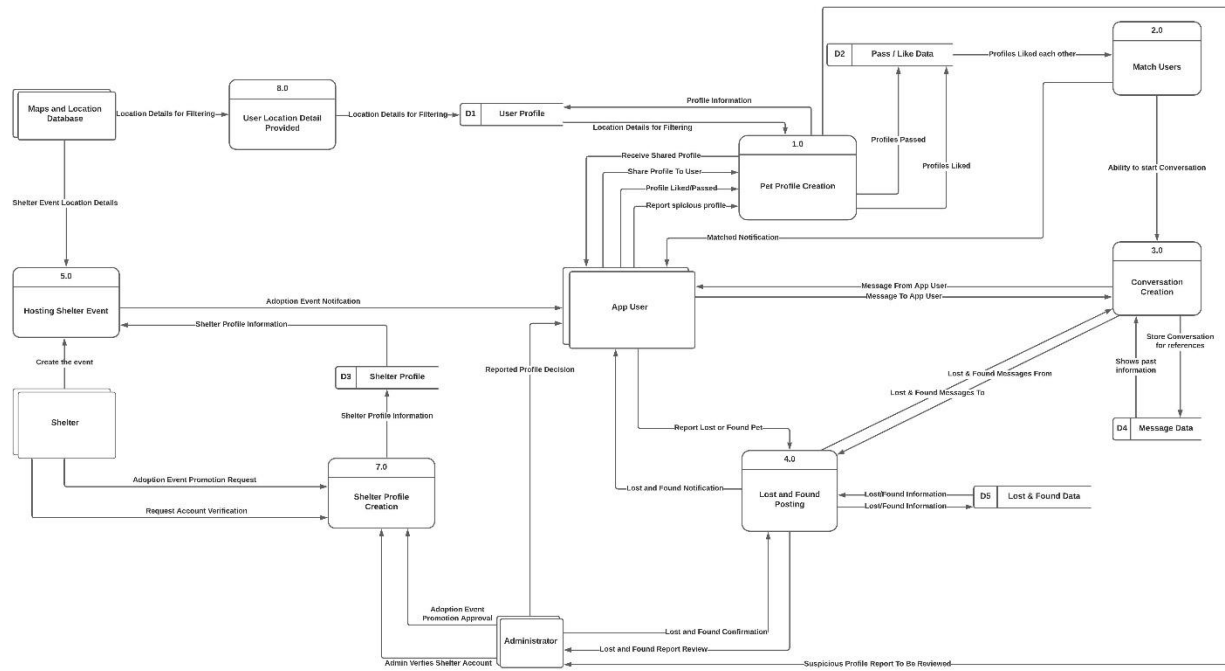 2.0
Match Users
D2 Pass / Like Data
Profiles Liked each other
8.0
User Location Detail
Provided
Maps and Location
Database
Location Details for Filtering
Location Details for Filtering
D1 User Profile
Profile Information
Location Details for Filtering
1.0
Pet Profile Creation
Profiles Passed
Profiles Liked
Receive Shared Profile
Share Profile To User
Profile Liked/Passed
Report spicious profile
Ability to start Conversation
Shelter Event Location Details
Matched Notification
5.0
Hosting Shelter Event
Adoption Event Notifcation
Shelter Profile Information
App User
3.0
Conversation
Creation
Message From App User
Message To App User
Create the event
Store Conversation
for references
Shows past
information
Reported Profile Decision
D3 Shelter Profile
Lost & Found Messages From
Lost & Found Messages To
Shelter
Shelter Profile Information
D4 Message Data
Report Lost or Found Pet
7.0
Shelter Profile
Creation
Adoption Event Promotion Request
Request Account Verification
4.0
Lost and Found
Posting
Lost and Found Notification
Lost/Found Information
Lost/Found Information
D5 Lost & Found Data
Adoption Event
Promotion Approval
Administrator
Lost and Found Confirmation
Lost and Found Report Review
Admin Verfies Shelter Account
Suspicious Profile Report To Be Reviewed